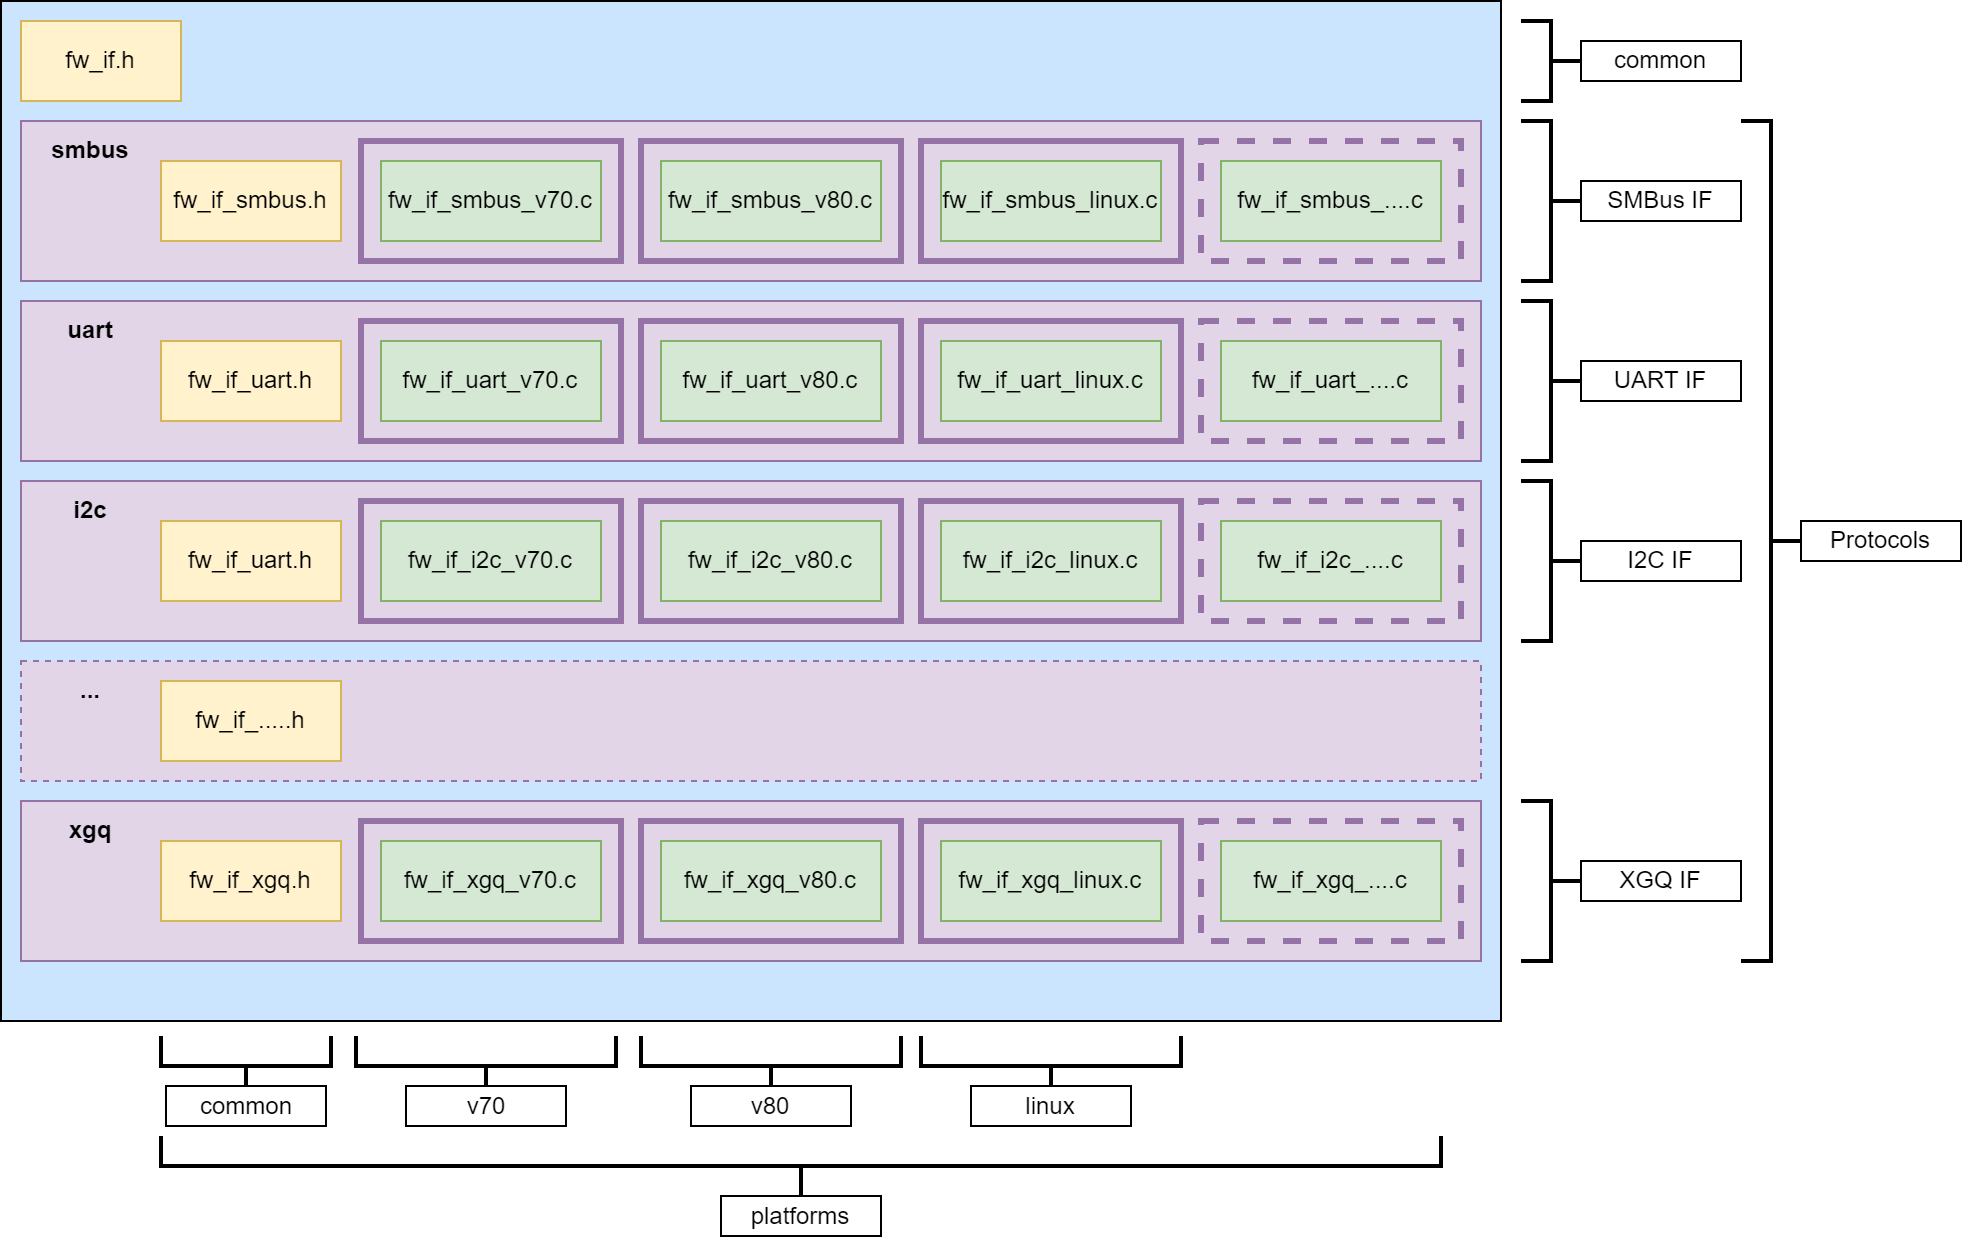 fw_if.h
common
smbus
fw_if_smbus.h
fw_if_smbus_v70.c
fw_if_smbus_v80.c
fw_if_smbus_linux.c
fw_if_smbus_....c
SMBus IF
uart
fw_if_uart.h
fw_if_uart_v70.c
fw_if_uart_v80.c
fw_if_uart_linux.c
fw_if_uart_....c
UART IF
i2c
fw_if_uart.h
fw_if_i2c_v70.c
fw_if_i2c_v80.c
fw_if_i2c_linux.c
fw_if_i2c_....c
I2C IF
Protocols
...
fw_if_.....h
xgq
fw_if_xgq.h
fw_if_xgq_v70.c
fw_if_xgq_v80.c
fw_if_xgq_linux.c
fw_if_xgq_....c
XGQ IF
common
v70
v80
linux
platforms